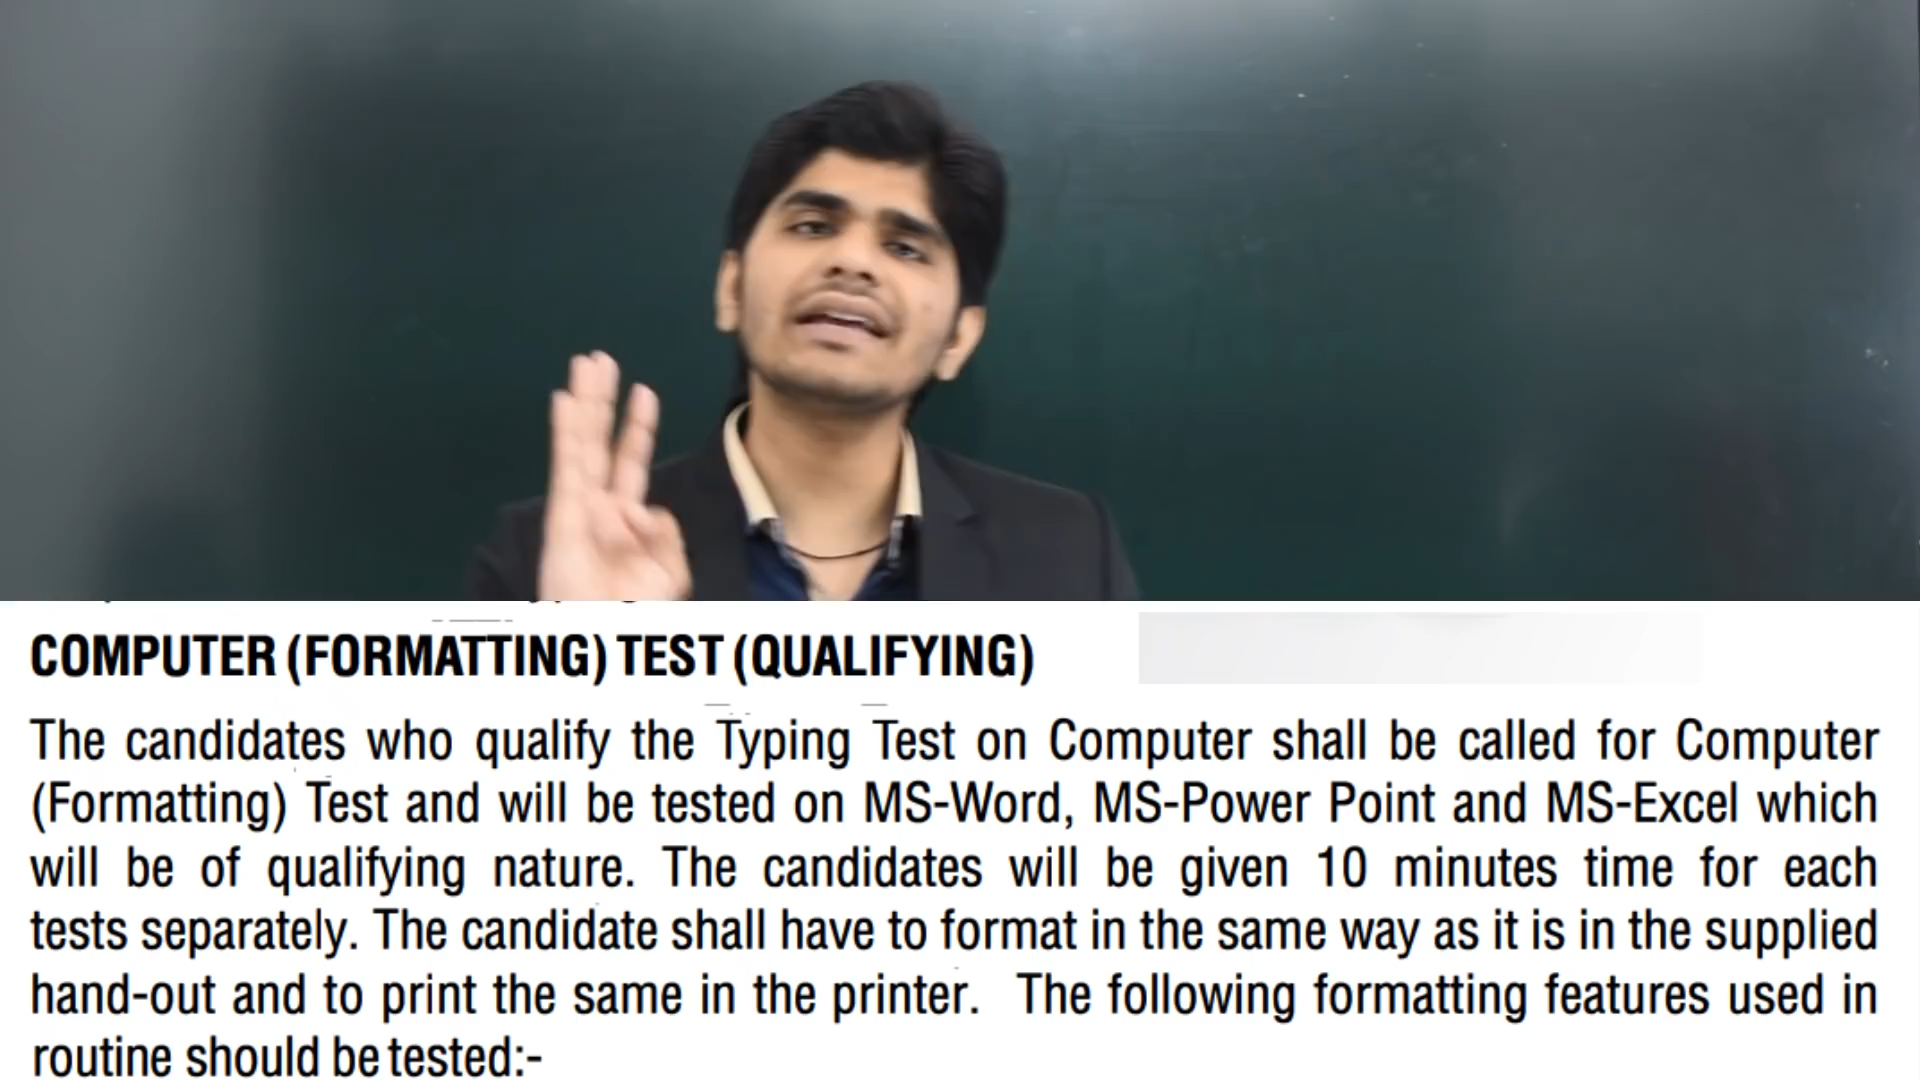 COMPUTER (FORMATTING) TEST (QUALIFYING)
The candidates who qualify the Typing Test on Computer shall be called for Computer
(Formatting) Test and will be tested on MS-Word, MS-Power Point and MS-Excel which
will be of qualifying nature. The candidates will be given 10 minutes time for each
tests separately. The candidate shall have to format in the same way as it is in the supplied
hand-out and to print the same in the printer. The following formatting features used in
routine should be tested:-